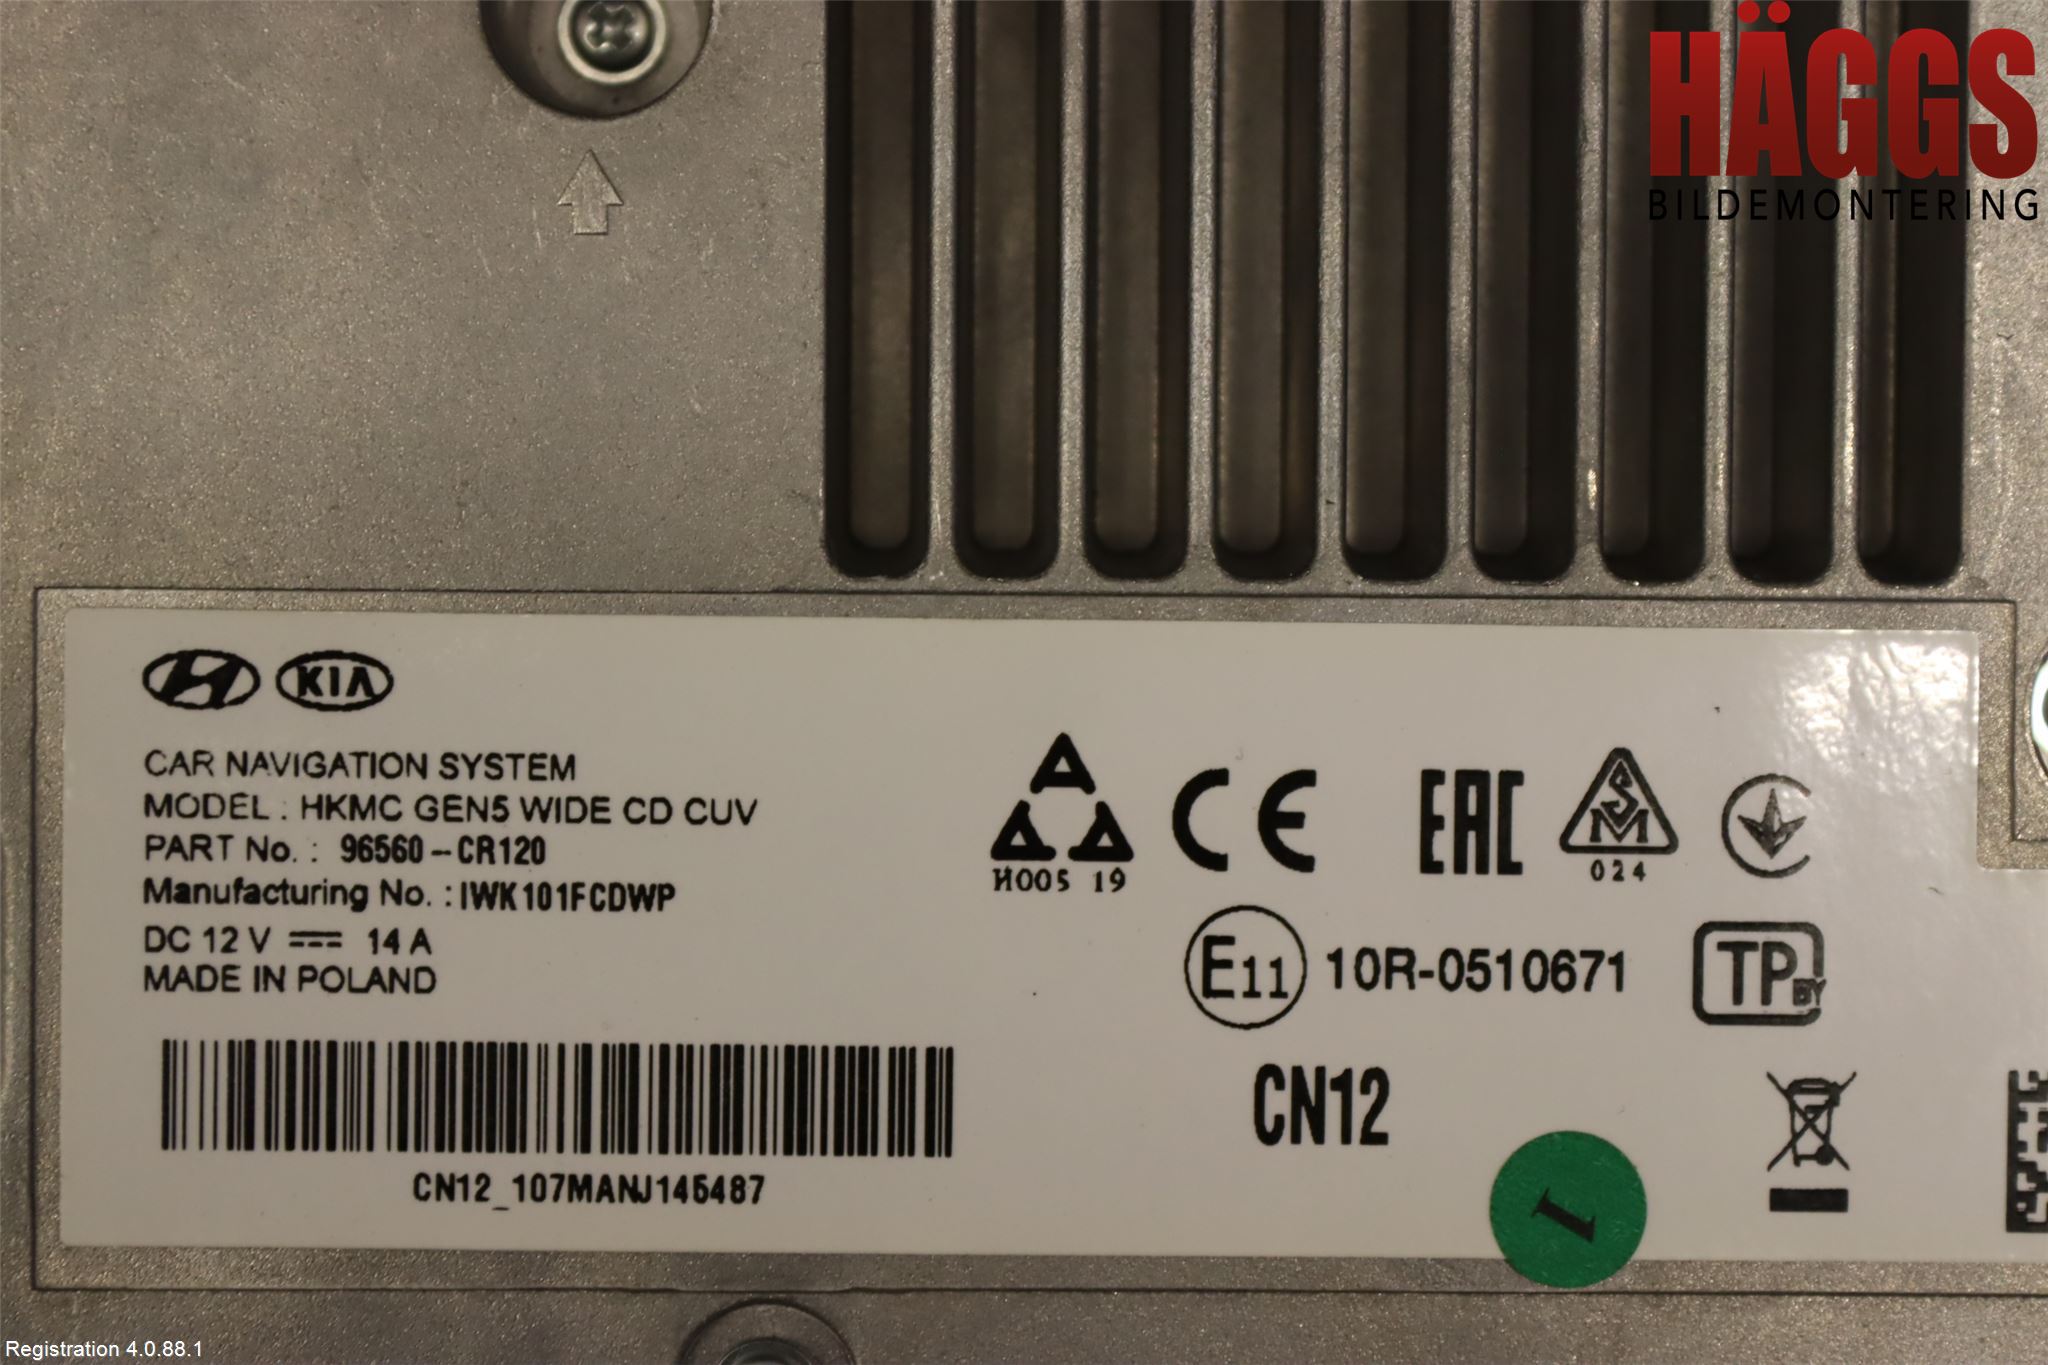 HÄGGS
BILDEMONTERING
KIA
CAR NAVIGATION SYSTEM
MODEL : HKMC GEN5 WIDE CD CUV
PART No. : 96560-CR120
Manufacturing No. : IWK101FCDWP
DC 12 V 14 A
MADE IN POLAND
CN12_107MANJ145487
H005 19
CE
EAC
SM
024
E11 10R-0510671
TP BY
CN12
1
Registration 4.0.88.1